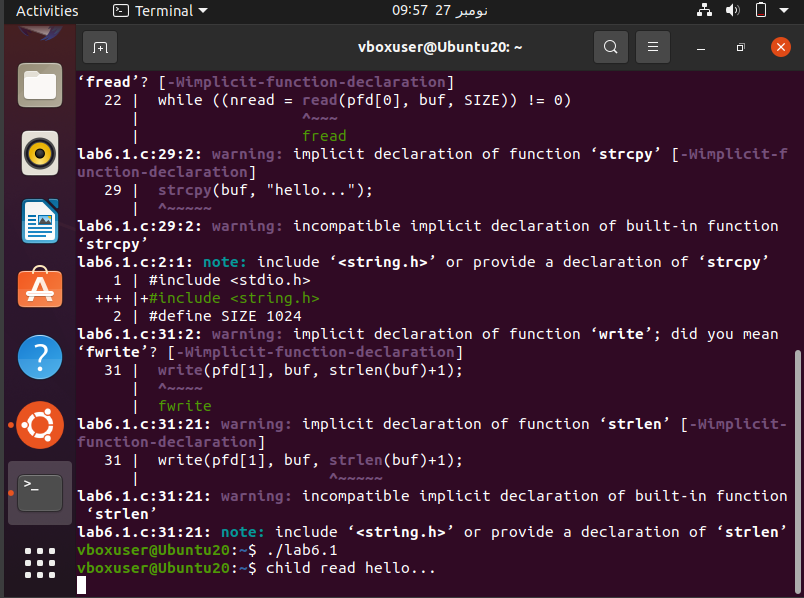 Activities
Terminal
09:57 27 نومبر
vboxuser@Ubuntu20: ~
‘fread’? [-Wimplicit-function-declaration]
22 | while ((nread = read(pfd[0], buf, SIZE)) != 0)
| ^~~~
| fread
lab6.1.c:29:2: warning: implicit declaration of function ‘strcpy’ [-Wimplicit-f
unction-declaration]
29 | strcpy(buf, "hello...");
| ^~~~~~
lab6.1.c:29:2: warning: incompatible implicit declaration of built-in function
‘strcpy’
lab6.1.c:2:1: note: include ‘<string.h>’ or provide a declaration of ‘strcpy’
1 | #include <stdio.h>
+++ |+#include <string.h>
2 | #define SIZE 1024
lab6.1.c:31:2: warning: implicit declaration of function ‘write’; did you mean
‘fwrite’? [-Wimplicit-function-declaration]
31 | write(pfd[1], buf, strlen(buf)+1);
| ^~~~~
| fwrite
lab6.1.c:31:21: warning: implicit declaration of function ‘strlen’ [-Wimplicit-
function-declaration]
31 | write(pfd[1], buf, strlen(buf)+1);
| ^~~~~~
lab6.1.c:31:21: warning: incompatible implicit declaration of built-in function
‘strlen’
lab6.1.c:31:21: note: include ‘<string.h>’ or provide a declaration of ‘strlen’
vboxuser@Ubuntu20:~$ ./lab6.1
vboxuser@Ubuntu20:~$ child read hello...